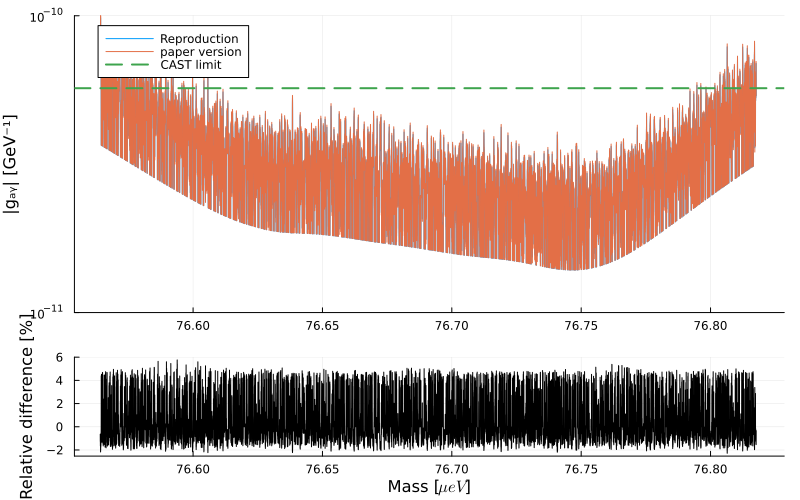 10⁻¹⁰
Reproduction
paper version
CAST limit
|gₐᵧ| [GeV⁻¹]
10⁻¹¹
76.60 76.65 76.70 76.75 76.80
Relative difference [%]
6
4
2
0
−2
76.60 76.65 76.70 76.75 76.80
Mass [μeV]